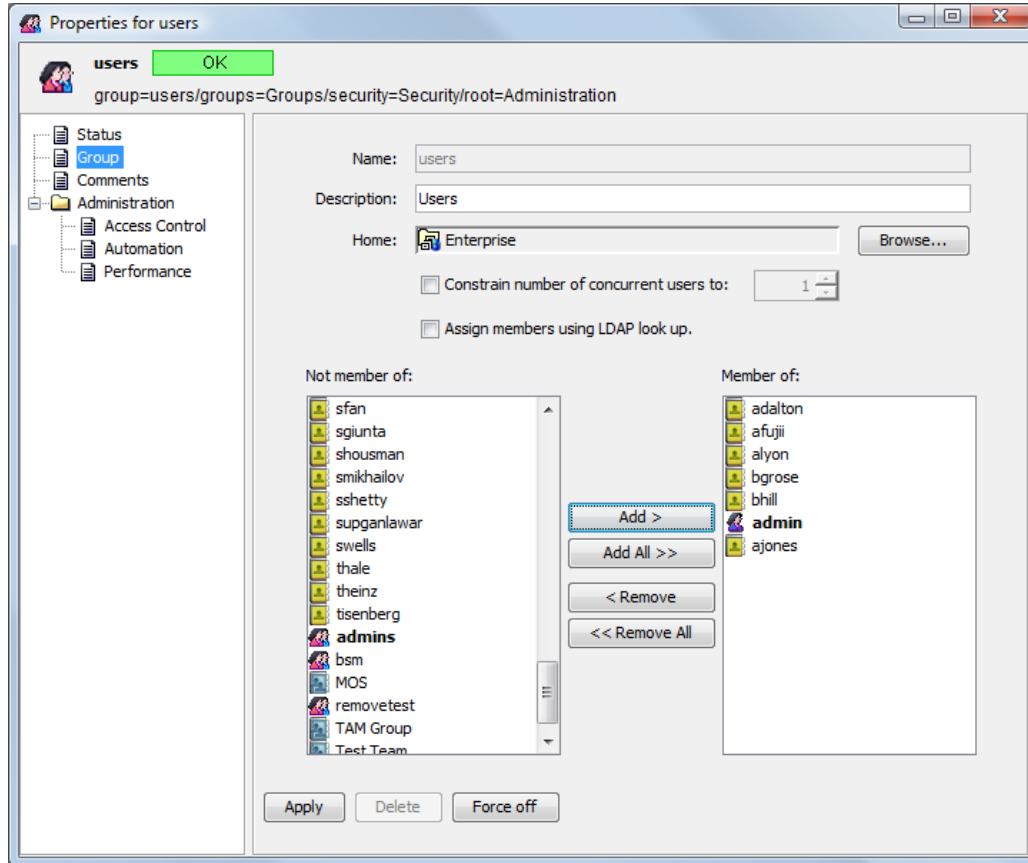 Properties for users
users OK
group=users/groups=Groups/security=Security/root=Administration
Status
Group
Comments
Administration
Access Control
Automation
Performance
Name: users
Description: Users
Home: Enterprise Browse...
Constrain number of concurrent users to: 1
Assign members using LDAP look up.
Not member of:
sfan
sgiunta
shousman
smikhailov
sshetty
supganlawar
swells
thale
theinz
tisenberg
admins
bsm
MOS
removetest
TAM Group
Test Team
Add >
Add All >>
< Remove
<< Remove All
Member of:
adalton
afujii
alyon
bgrose
bhill
admin
ajones
Apply Delete Force off